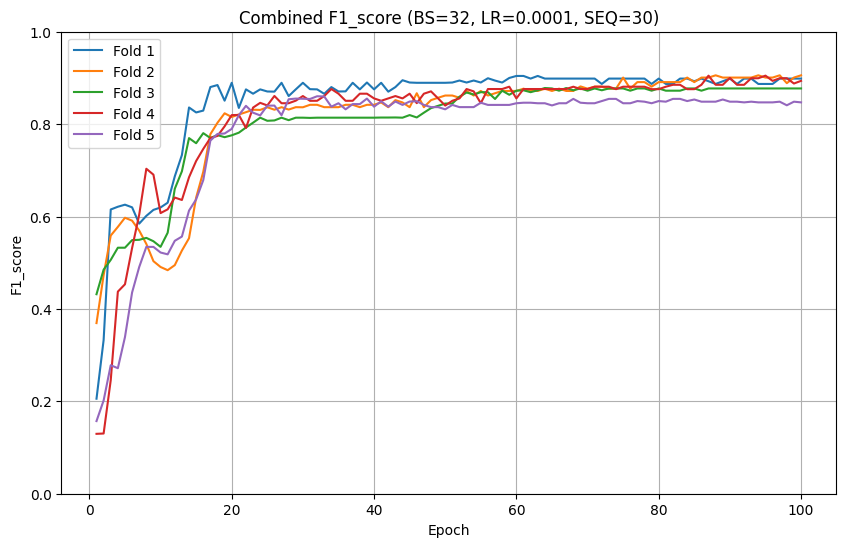 Combined F1_score (BS=32, LR=0.0001, SEQ=30)
Fold 1
Fold 2
Fold 3
Fold 4
Fold 5
F1_score
1.0
0.8
0.6
0.4
0.2
0.0
0 20 40 60 80 100
Epoch